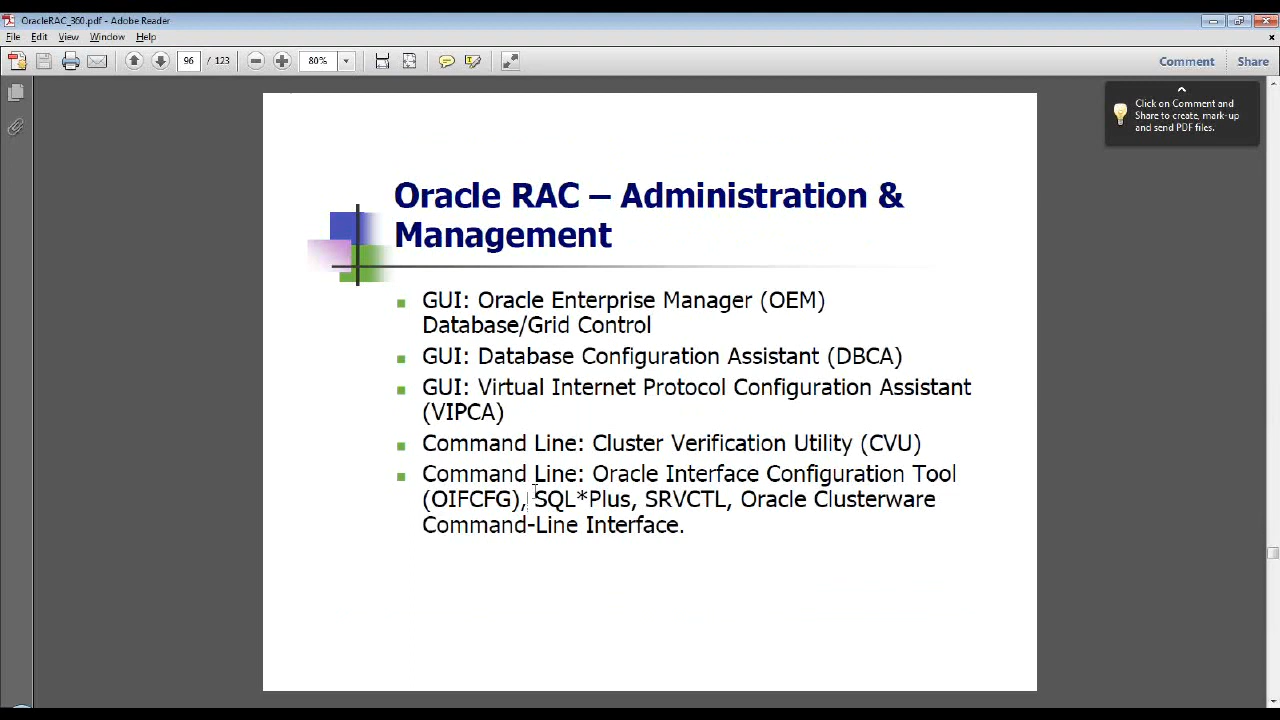 OracleRAC_360.pdf - Adobe Reader
File Edit View Window Help
96 / 123 80% Comment Share
Click on Comment and
Share to create, mark-up
and send PDF files.
Oracle RAC – Administration &
Management
GUI: Oracle Enterprise Manager (OEM)
Database/Grid Control
GUI: Database Configuration Assistant (DBCA)
GUI: Virtual Internet Protocol Configuration Assistant
(VIPCA)
Command Line: Cluster Verification Utility (CVU)
Command Line: Oracle Interface Configuration Tool
(OIFCFG), SQL*Plus, SRVCTL, Oracle Clusterware
Command-Line Interface.